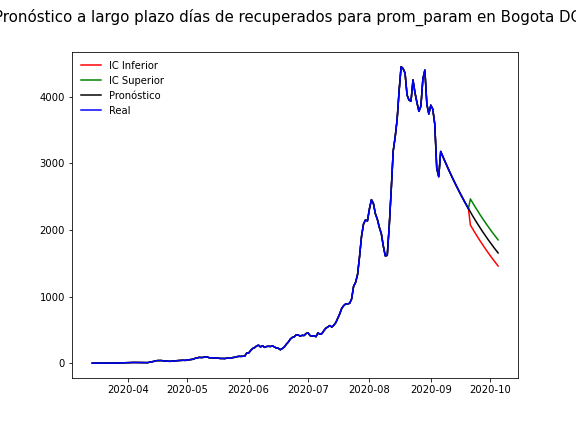 Pronóstico a largo plazo días de recuperados para prom_param en Bogota DC
IC Inferior
IC Superior
Pronóstico
Real
4000
3000
2000
1000
0
2020-04 2020-05 2020-06 2020-07 2020-08 2020-09 2020-10